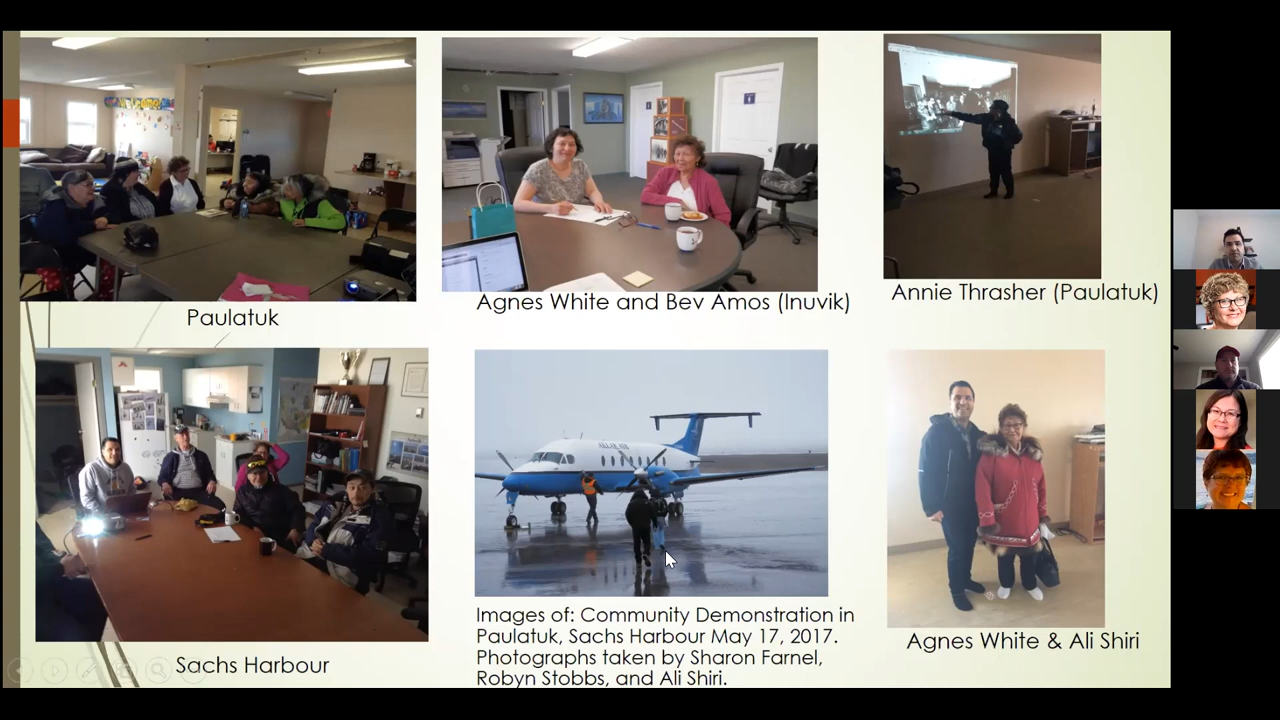 Paulatuk
Agnes White and Bev Amos (Inuvik)
Annie Thrasher (Paulatuk)
Sachs Harbour
Images of: Community Demonstration in
Paulatuk, Sachs Harbour May 17, 2017.
Photographs taken by Sharon Farnel,
Robyn Stobbs, and Ali Shiri.
Agnes White & Ali Shiri